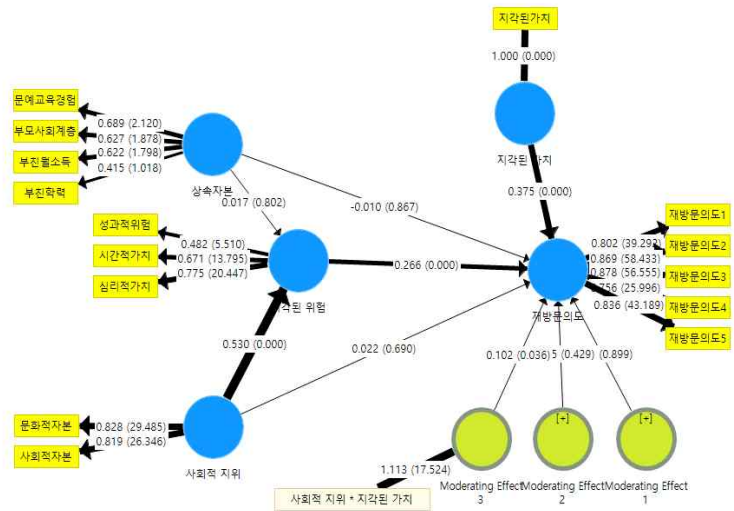 지각된가치
1.000 (0.000)
지각된 가치
0.375 (0.000)
문예교육경험
부모사회계층
부진월소득
부진학력
0.689 (2.120)
0.627 (1.878)
0.622 (1.798)
0.415 (1.018)
상속자본
0.017 (0.802)
-0.010 (0.867)
성과적위험
시간적가치
심리적가치
0.482 (5.510)
0.671 (13.795)
0.775 (20.447)
지각된 위험
0.266 (0.000)
재방문의도
0.802 (39.292)
0.869 (58.433)
0.878 (56.555)
0.756 (25.996)
0.836 (43.189)
재방문의도1
재방문의도2
재방문의도3
재방문의도4
재방문의도5
0.530 (0.000)
0.022 (0.690)
0.102 (0.036)
5 (0.429)
(0.899)
문화적자본
사회적자본
0.828 (29.485)
0.819 (26.346)
사회적 지위
1.113 (17.524)
사회적 지위 * 지각된 가치
[+]
[+]
Moderating Effect
3
Moderating Effect
2
Moderating Effect
1